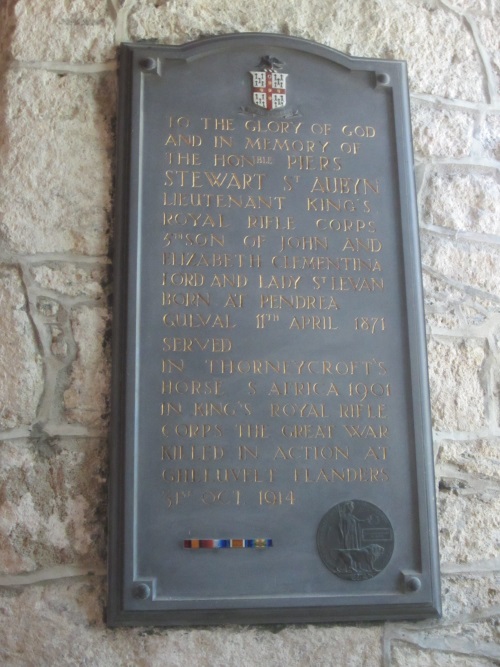 TO THE GLORY OF GOD
AND IN MEMORY OF
THE HONBLE PIERS
STEWART ST AUBYN
LIEUTENANT KING'S
ROYAL RIFLE CORPS
5TH SON OF JOHN AND
ELIZABETH CLEMENTINA
LORD AND LADY ST LEVAN
BORN AT PENDREA
GULVAL 11TH APRIL 1871
SERVED
IN THORNEYCROFT'S
HORSE S AFRICA 1901
IN KING'S ROYAL RIFLE
CORPS THE GREAT WAR
KILLED IN ACTION AT
GHELUVELT FLANDERS
31ST OCT 1914